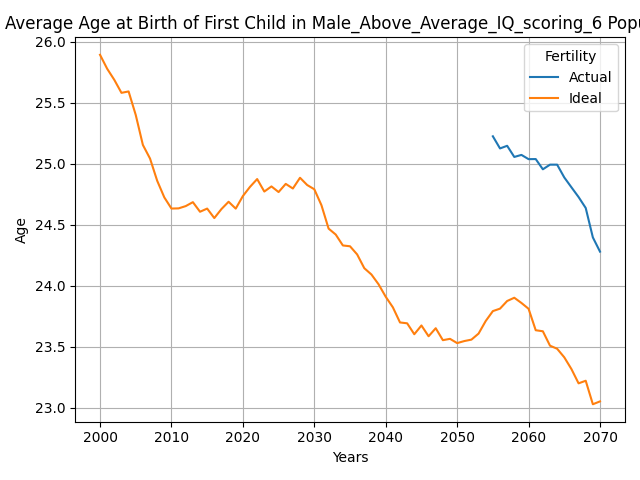 Average Age at Birth of First Child in Male_Above_Average_IQ_scoring_6 Popu
Fertility
Actual
Ideal
26.0
25.5
25.0
24.5
24.0
23.5
23.0
Age
2000 2010 2020 2030 2040 2050 2060 2070
Years